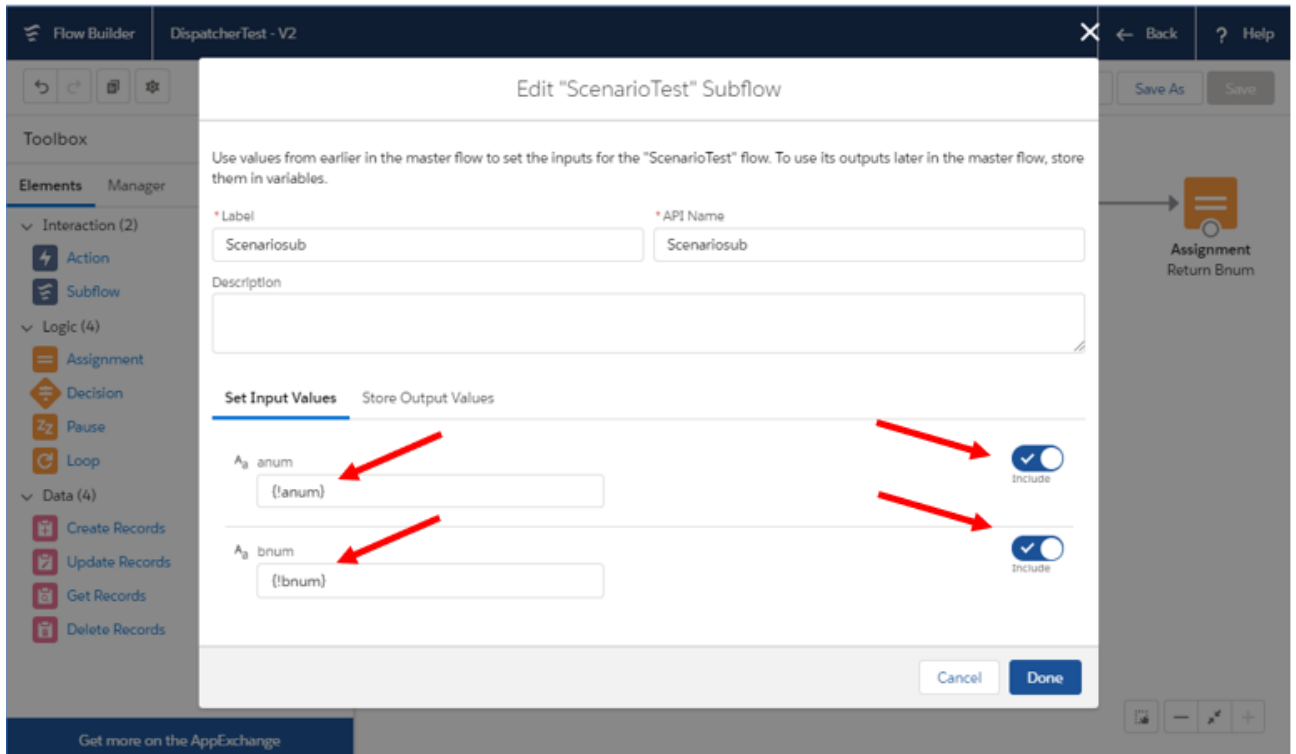 Flow Builder
DispatcherTest - V2
← Back
? Help
Save As
Save
Toolbox
Elements
Manager
Interaction (2)
Action
Subflow
Logic (4)
Assignment
Decision
Pause
Loop
Data (4)
Create Records
Update Records
Get Records
Delete Records
Get more on the AppExchange
Edit "ScenarioTest" Subflow
Use values from earlier in the master flow to set the inputs for the "ScenarioTest" flow. To use its outputs later in the master flow, store
them in variables.
*Label
Scenariosub
*API Name
Scenariosub
Description
Set Input Values
Store Output Values
Aa anum
{!anum}
Include
Aa bnum
{!bnum}
Include
Cancel
Done
Assignment
Return Bnum